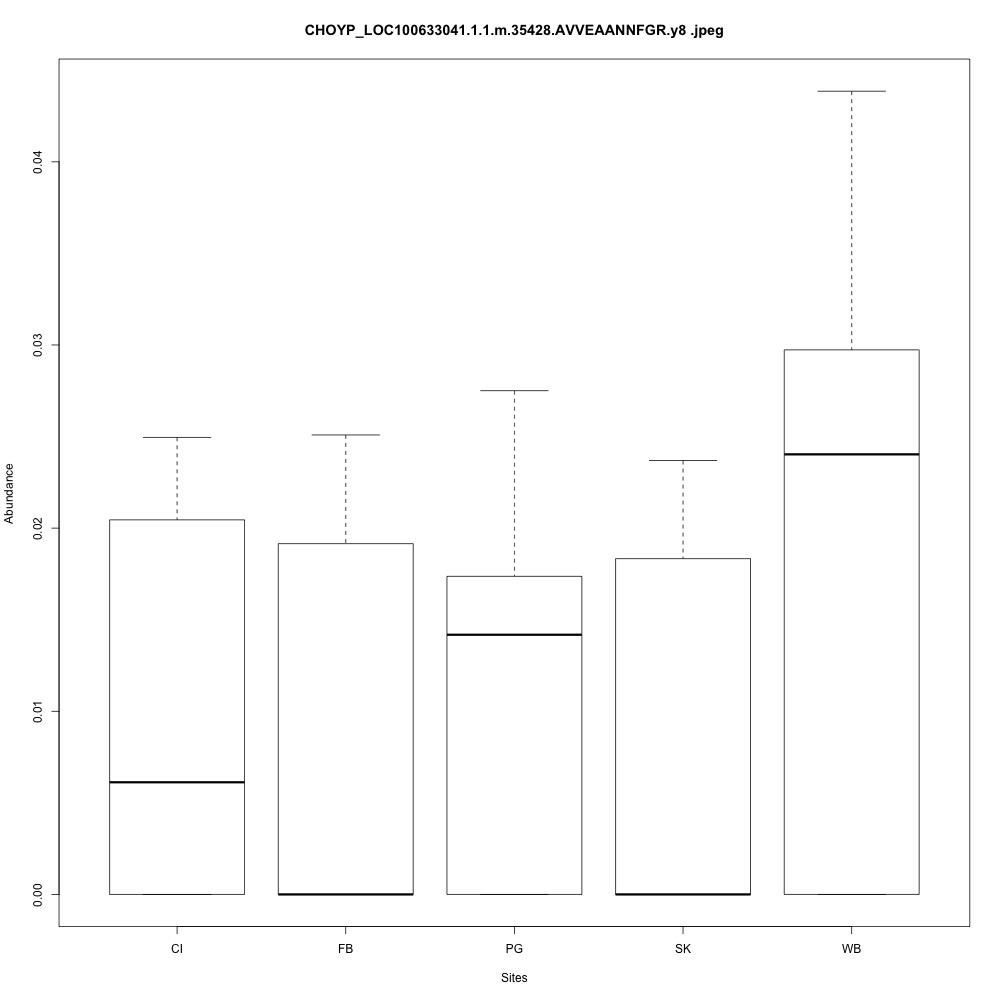 CHOYP_LOC100633041.1.1.m.35428.AVVEAANNFGR.y8 .jpeg
0.04
0.03
0.02
0.01
0.00
Abundance
CI FB PG SK WB
Sites